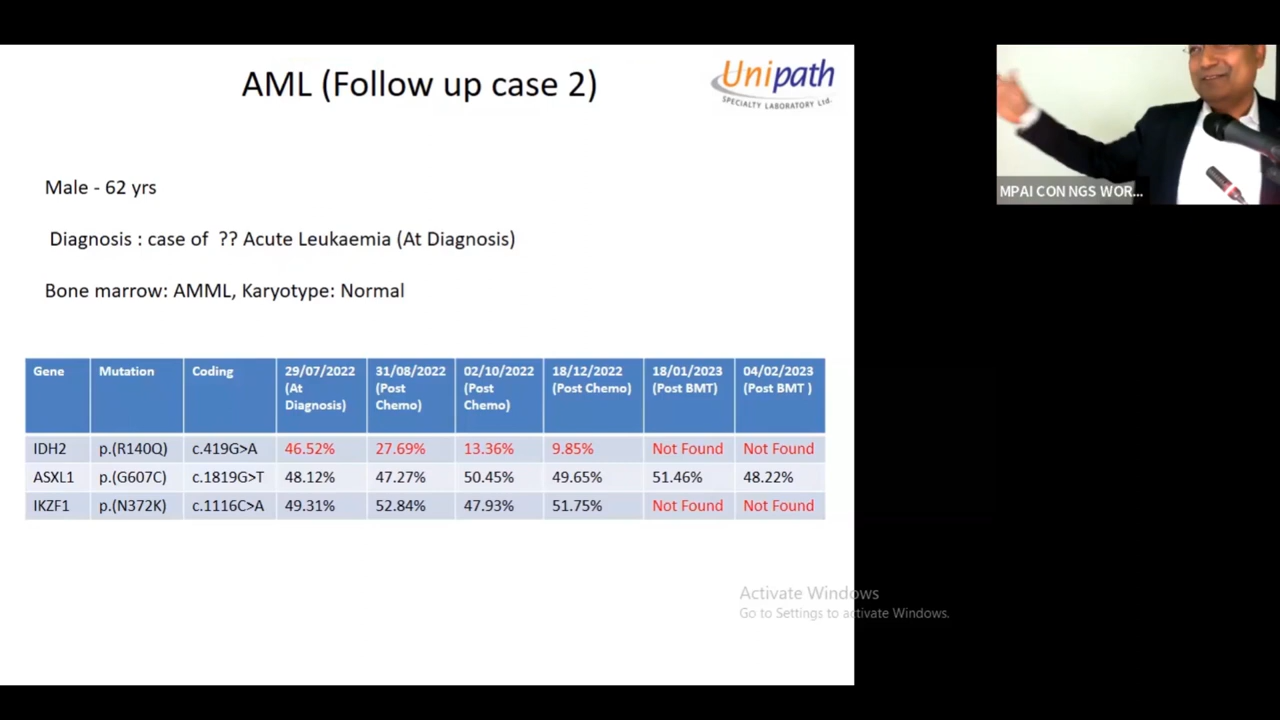 AML (Follow up case 2)
Unipath
SPECIALTY LABORATORY Ltd.
Male - 62 yrs
Diagnosis : case of ?? Acute Leukaemia (At Diagnosis)
Bone marrow: AMML, Karyotype: Normal
Gene Mutation Coding 29/07/2022 (At Diagnosis) 31/08/2022 (Post Chemo) 02/10/2022 (Post Chemo) 18/12/2022 (Post Chemo) 18/01/2023 (Post BMT) 04/02/2023 (Post BMT )
IDH2 p.(R140Q) c.419G>A 46.52% 27.69% 13.36% 9.85% Not Found Not Found
ASXL1 p.(G607C) c.1819G>T 48.12% 47.27% 50.45% 49.65% 51.46% 48.22%
IKZF1 p.(N372K) c.1116C>A 49.31% 52.84% 47.93% 51.75% Not Found Not Found
MPAI CON NGS WOR...
Activate Windows
Go to Settings to activate Windows.